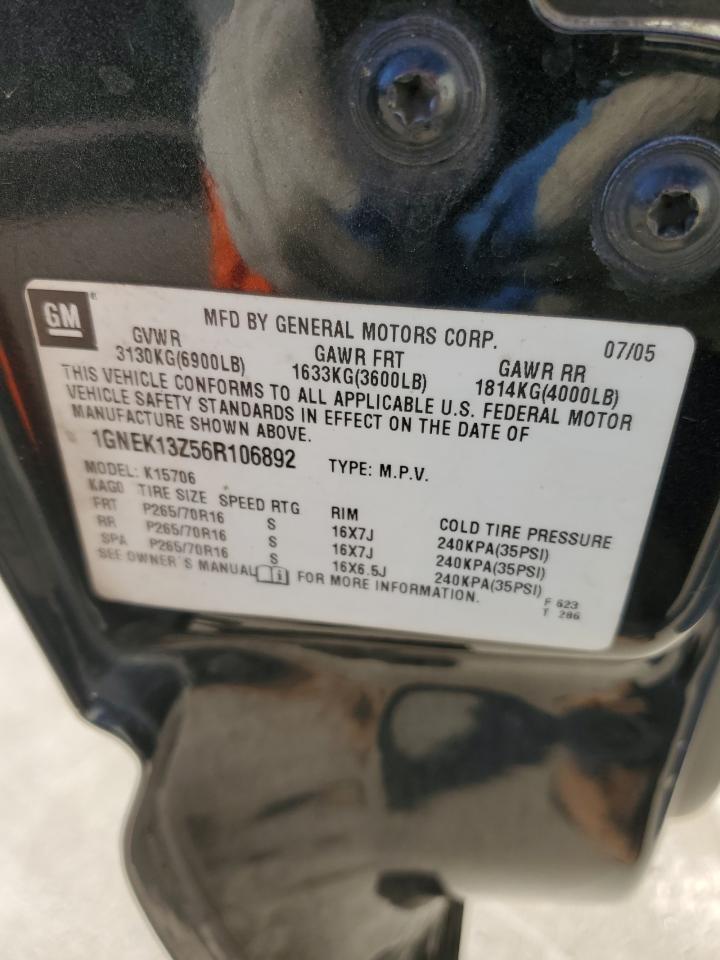 GM
MFD BY GENERAL MOTORS CORP. 07/05
GVWR GAWR FRT GAWR RR
3130KG(6900LB) 1633KG(3600LB) 1814KG(4000LB)
THIS VEHICLE CONFORMS TO ALL APPLICABLE U.S. FEDERAL MOTOR
VEHICLE SAFETY STANDARDS IN EFFECT ON THE DATE OF
MANUFACTURE SHOWN ABOVE.
1GNEK13Z56R106892 TYPE: M.P.V.
MODEL: K15706
KAGO TIRE SIZE SPEED RTG RIM COLD TIRE PRESSURE
FRT P265/70R16 S 16X7J 240KPA(35PSI)
RR P265/70R16 S 16X7J 240KPA(35PSI)
SPA P265/70R16 S 16X6.5J 240KPA(35PSI)
SEE OWNER'S MANUAL FOR MORE INFORMATION.
F 623
T 286